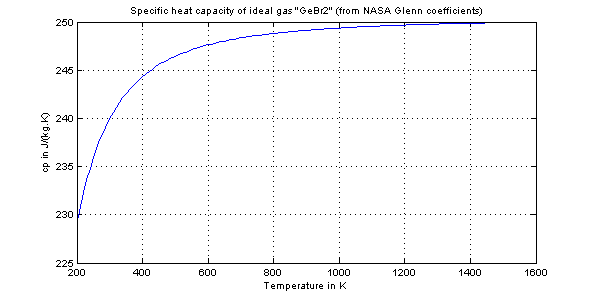 Specific heat capacity of ideal gas "GeBr2" (from NASA Glenn coefficients)
250
245
240
235
230
225
cp in J/(kg.K)
200 400 600 800 1000 1200 1400 1600
Temperature in K